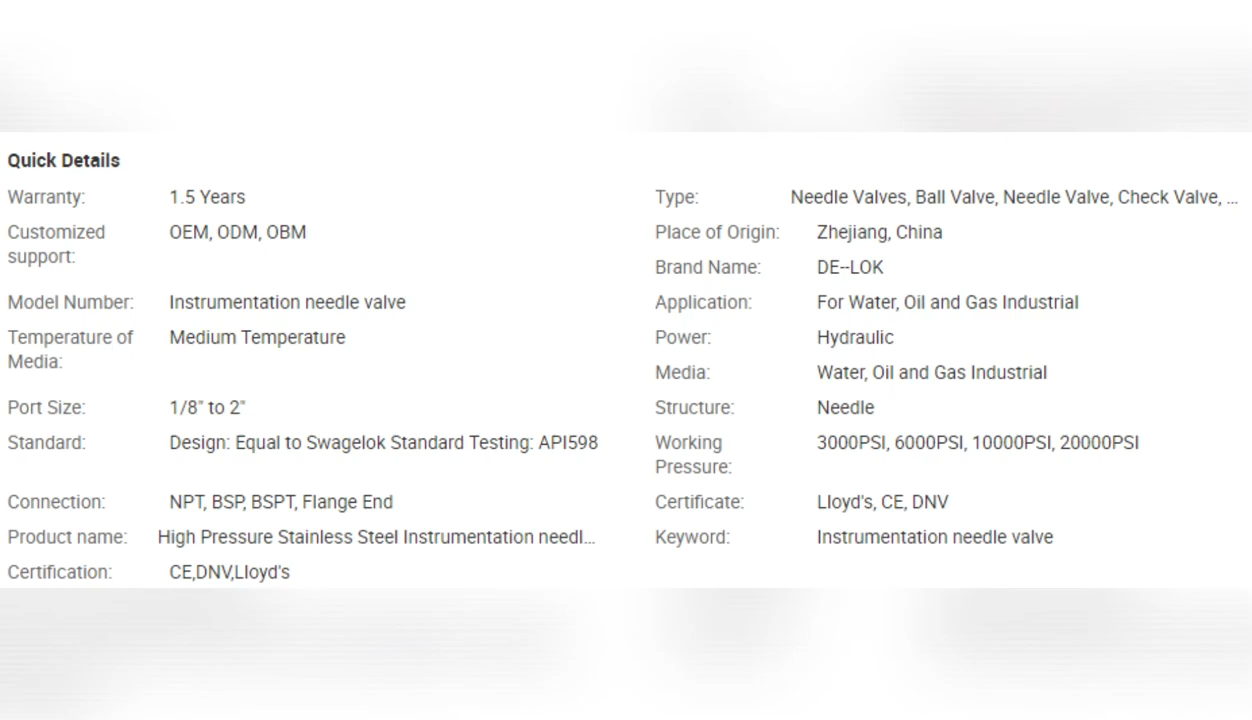 Quick Details
Warranty: 1.5 Years
Customized support: OEM, ODM, OBM
Model Number: Instrumentation needle valve
Temperature of Media: Medium Temperature
Port Size: 1/8" to 2"
Standard: Design: Equal to Swagelok Standard Testing: API598
Connection: NPT, BSP, BSPT, Flange End
Product name: High Pressure Stainless Steel Instrumentation needl...
Certification: CE,DNV,Lloyd's
Type: Needle Valves, Ball Valve, Needle Valve, Check Valve, ...
Place of Origin: Zhejiang, China
Brand Name: DE--LOK
Application: For Water, Oil and Gas Industrial
Power: Hydraulic
Media: Water, Oil and Gas Industrial
Structure: Needle
Working Pressure: 3000PSI, 6000PSI, 10000PSI, 20000PSI
Certificate: Lloyd's, CE, DNV
Keyword: Instrumentation needle valve